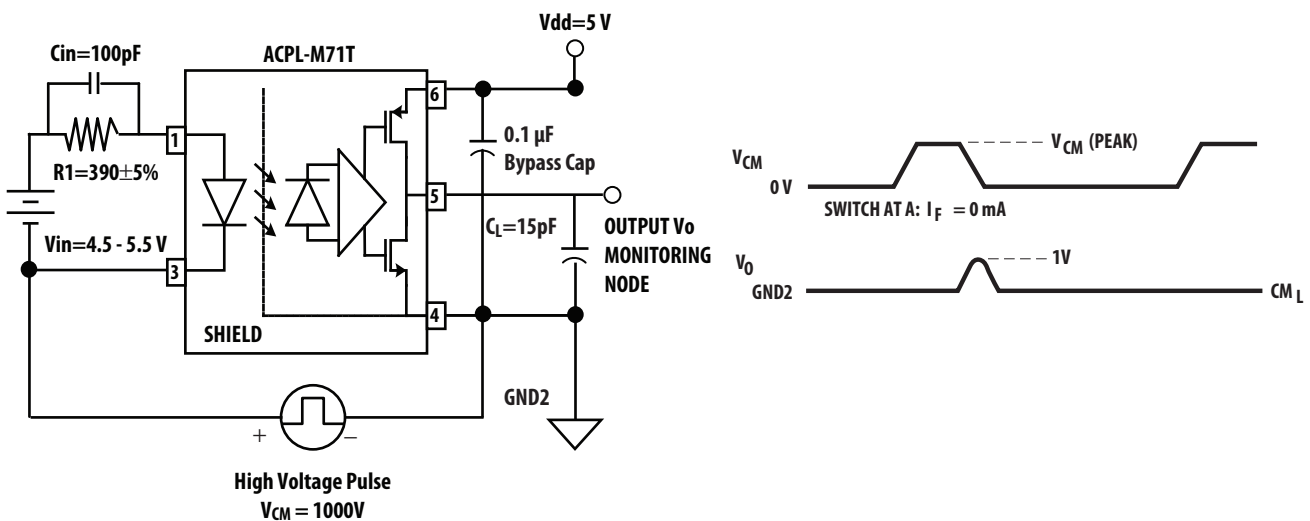 Vdd=5 V
Cin=100pF
ACPL-M71T
6
1
0.1 µF
Bypass Cap
R1=390±5%
5
CL=15pF
OUTPUT Vo
MONITORING
NODE
Vin=4.5 - 5.5 V
3
4
SHIELD
GND2
+ –
High Voltage Pulse
VCM = 1000V
VCM
VCM (PEAK)
0 V
SWITCH AT A: IF = 0 mA
VO
1V
GND2
CML